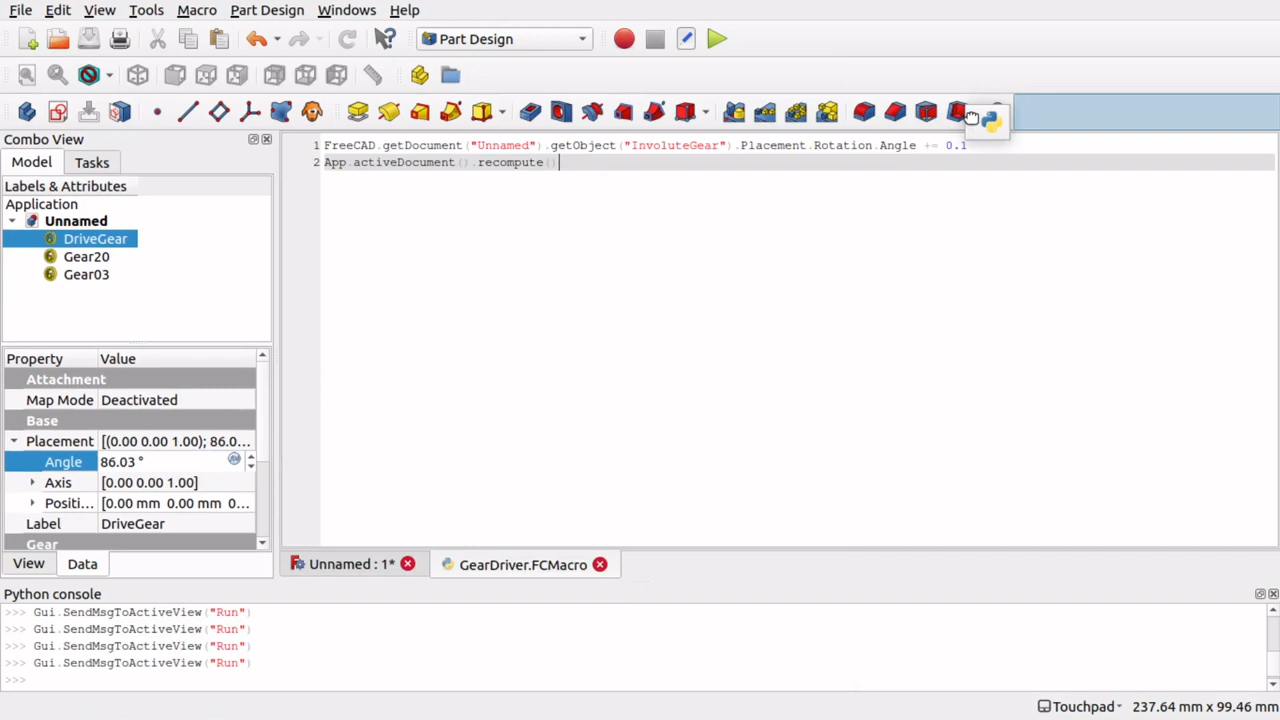 File Edit View Tools Macro Part Design Windows Help
Part Design
Combo View
Model Tasks
Labels & Attributes
Application
Unnamed
DriveGear
Gear20
Gear03
Property Value
Attachment
Map Mode Deactivated
Base
Placement [(0.00 0.00 1.00); 86.0...
Angle 86.03 °
Axis [0.00 0.00 1.00]
Positi... [0.00 mm 0.00 mm 0...
Label DriveGear
Gear
View Data
1 FreeCAD.getDocument("Unnamed").getObject("InvoluteGear").Placement.Rotation.Angle += 0.1
2 App.activeDocument().recompute()
Unnamed : 1* GearDriver.FCMacro
Python console
>>> Gui.SendMsgToActiveView("Run")
>>> Gui.SendMsgToActiveView("Run")
>>> Gui.SendMsgToActiveView("Run")
>>> Gui.SendMsgToActiveView("Run")
>>>
Touchpad 237.64 mm x 99.46 mm